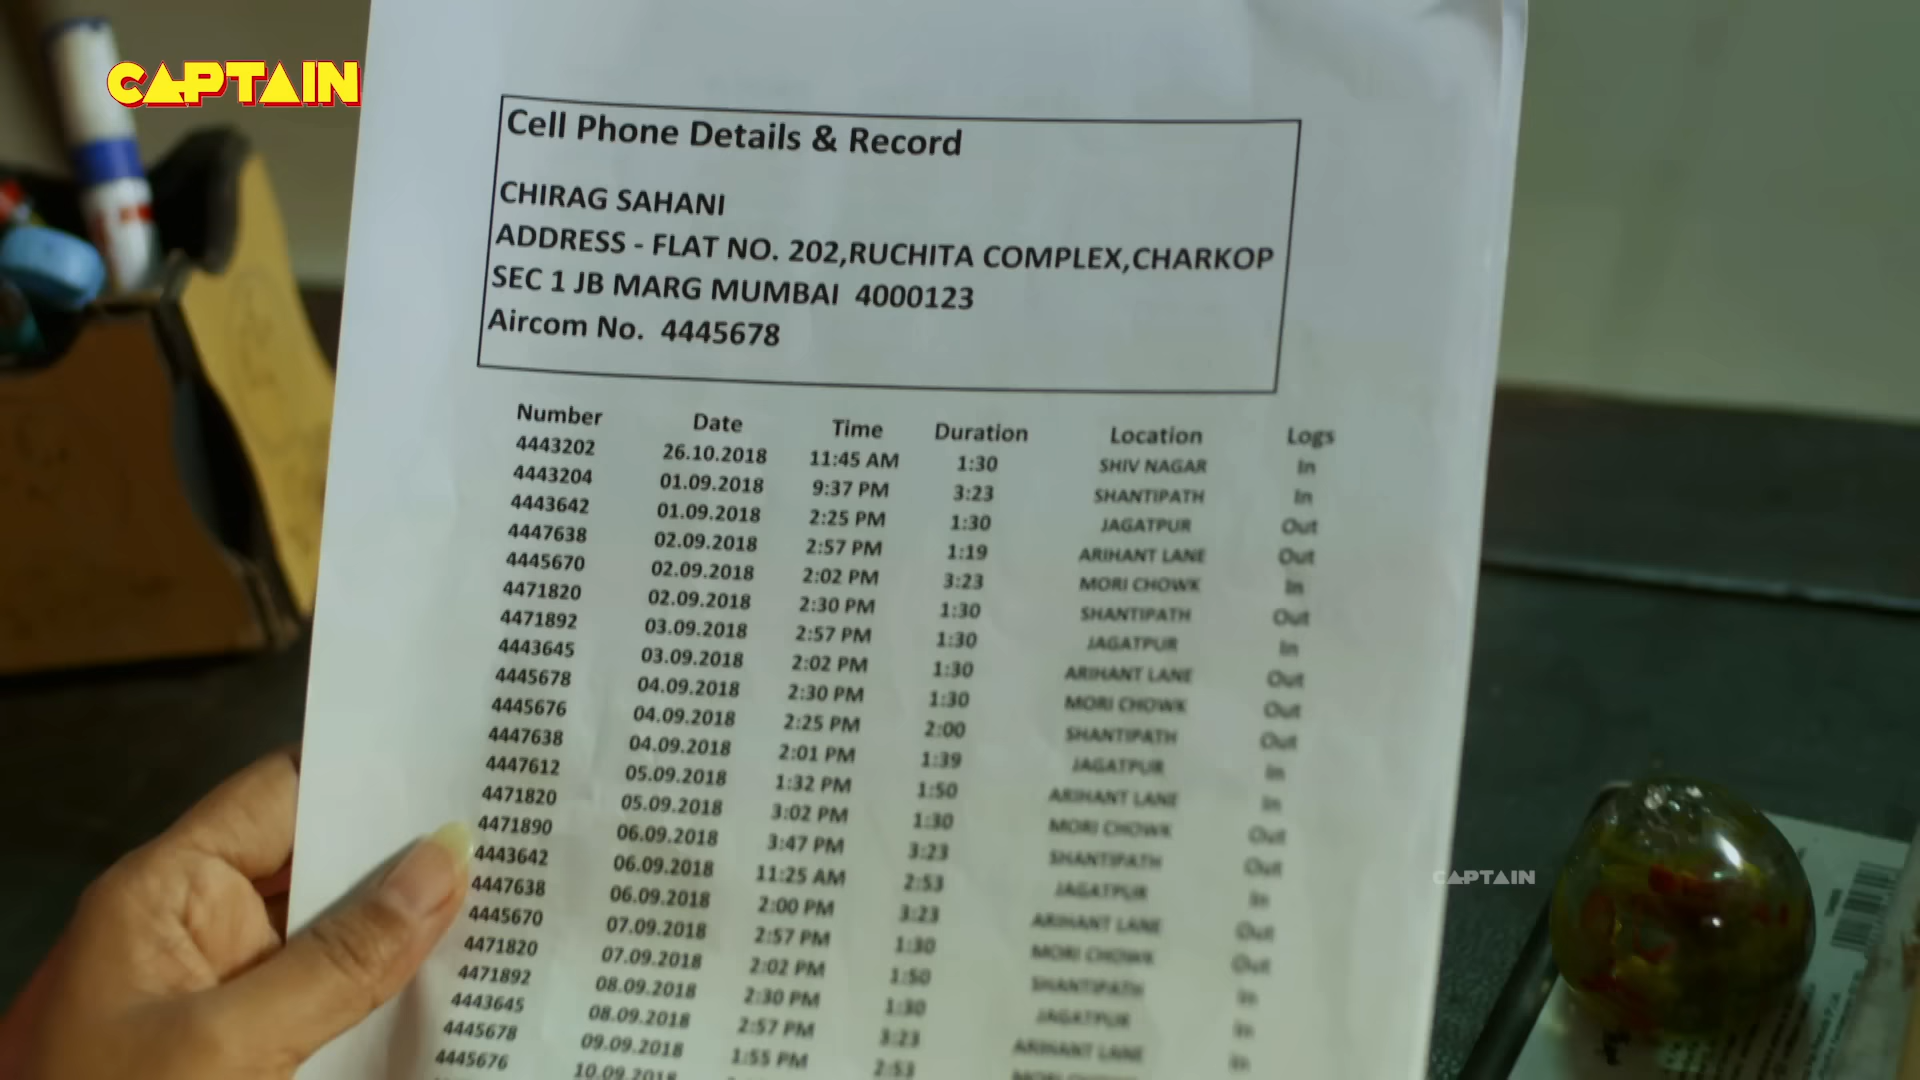 CAPTAIN
Cell Phone Details & Record
CHIRAG SAHANI
ADDRESS - FLAT NO. 202,RUCHITA COMPLEX,CHARKOP
SEC 1 JB MARG MUMBAI 4000123
Aircom No. 4445678
Number Date Time Duration Location Logs
4443202 26.10.2018 11:45 AM 1:30 SHIV NAGAR In
4443204 01.09.2018 9:37 PM 3:23 SHANTIPATH In
4443642 01.09.2018 2:25 PM 1:30 JAGATPUR Out
4447638 02.09.2018 2:57 PM 1:19 ARIHANT LANE Out
4445670 02.09.2018 2:02 PM 3:23 MORI CHOWK In
4471820 02.09.2018 2:30 PM 1:30 SHANTIPATH Out
4471892 03.09.2018 2:57 PM 1:30 JAGATPUR In
4443645 03.09.2018 2:02 PM 1:30 ARIHANT LANE Out
4445678 04.09.2018 2:30 PM 1:30 MORI CHOWK Out
4445676 04.09.2018 2:25 PM 2:00 SHANTIPATH Out
4447638 04.09.2018 2:01 PM 1:39 JAGATPUR In
4447612 05.09.2018 1:32 PM 1:50 ARIHANT LANE In
4471820 05.09.2018 3:02 PM 1:30 MORI CHOWK Out
4471890 06.09.2018 3:47 PM 3:23 SHANTIPATH Out
4443642 06.09.2018 11:25 AM 2:53 JAGATPUR In
4447638 06.09.2018 2:00 PM 3:23 ARIHANT LANE Out
4445670 07.09.2018 2:57 PM 1:30 MORI CHOWK Out
4471820 07.09.2018 2:02 PM 1:50 SHANTIPATH In
4471892 08.09.2018 2:30 PM 1:30 JAGATPUR In
4443645 08.09.2018 2:57 PM 3:23 ARIHANT LANE In
4445678 09.09.2018 1:55 PM 2:53
4445676 10.09.2018
CAPTAIN